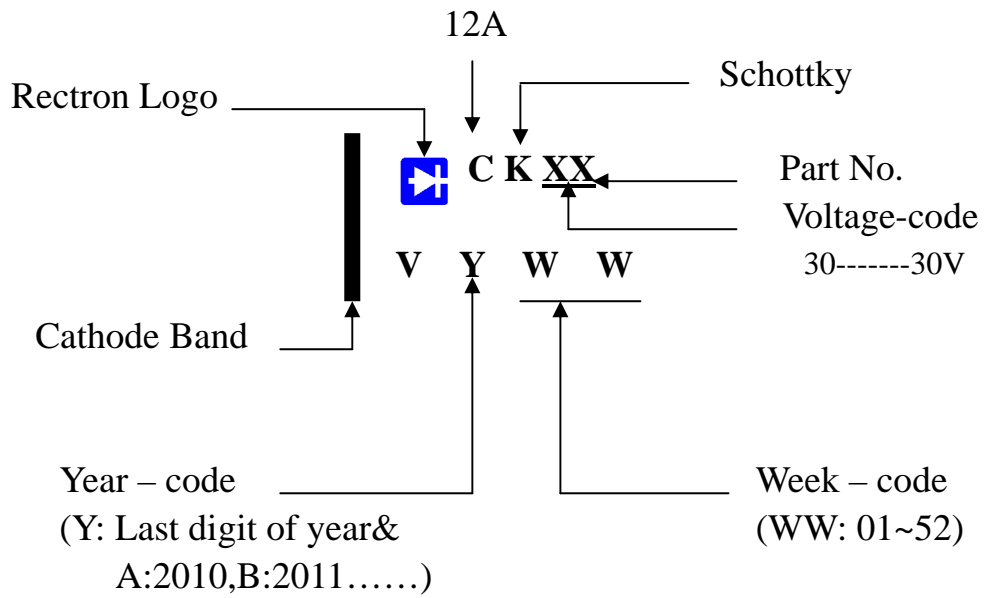 12A
Schottky
Rectron Logo
C K XX
Part No.
Voltage-code
30-------30V
V Y W W
Cathode Band
Year – code
(Y: Last digit of year&
A:2010,B:2011……)
Week – code
(WW: 01~52)